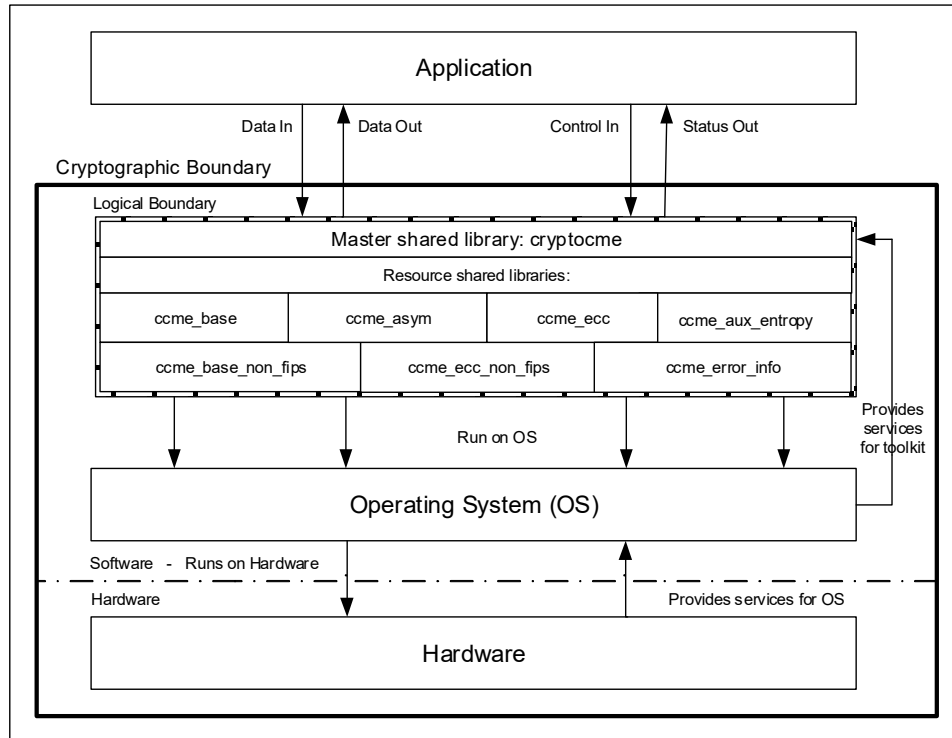 Application
Data In
Data Out
Control In
Status Out
Cryptographic Boundary
Logical Boundary
Master shared library: cryptocme
Resource shared libraries:
ccme_base
ccme_asym
ccme_ecc
ccme_aux_entropy
ccme_base_non_fips
ccme_ecc_non_fips
ccme_error_info
Run on OS
Provides
services
for toolkit
Operating System (OS)
Software - Runs on Hardware
Hardware
Provides services for OS
Hardware